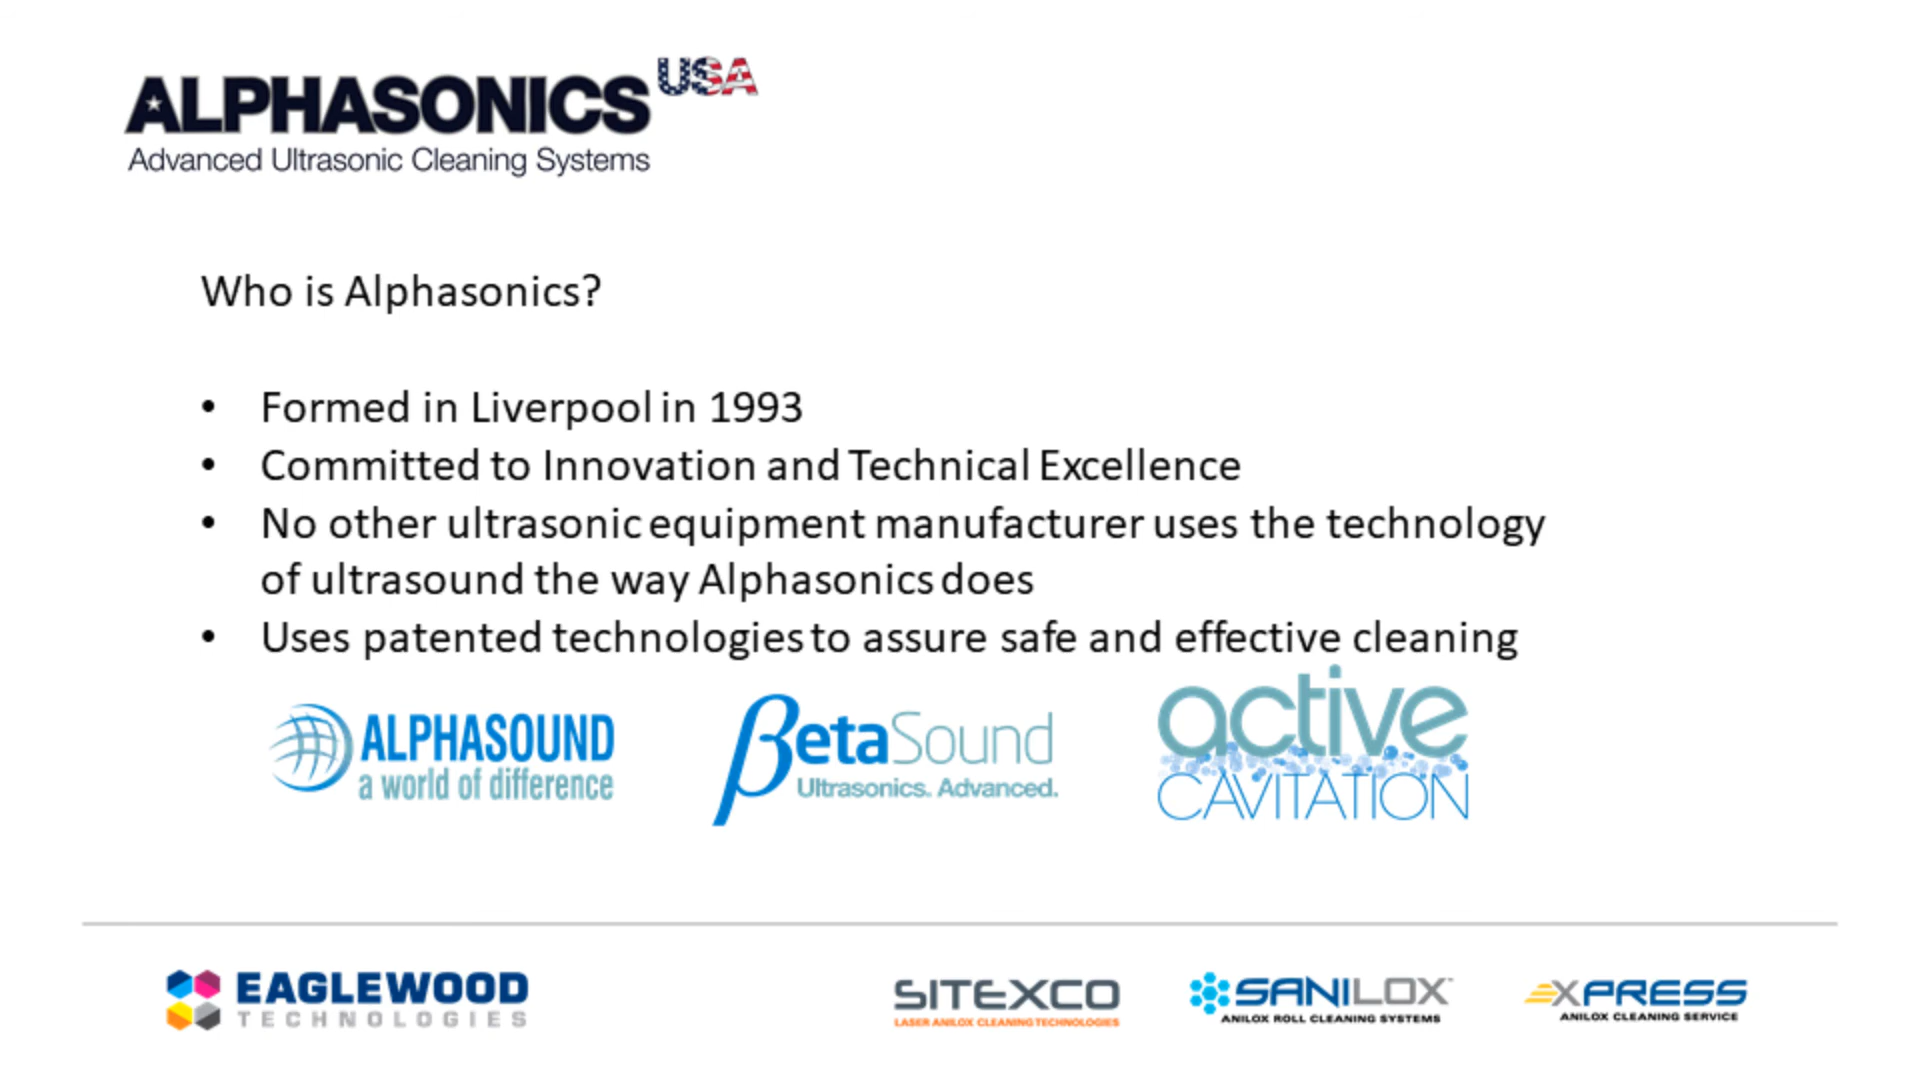 ALPHASONICS USA
Advanced Ultrasonic Cleaning Systems
Who is Alphasonics?
• Formed in Liverpool in 1993
• Committed to Innovation and Technical Excellence
• No other ultrasonic equipment manufacturer uses the technology
of ultrasound the way Alphasonics does
• Uses patented technologies to assure safe and effective cleaning
ALPHASOUND
a world of difference
βetaSound
Ultrasonics. Advanced.
active
CAVITATION
EAGLEWOOD
TECHNOLOGIES
SITEXCO
LASER ANILOX CLEANING TECHNOLOGIES
SANILOX™
ANILOX ROLL CLEANING SYSTEMS
XPRESS
ANILOX CLEANING SERVICE